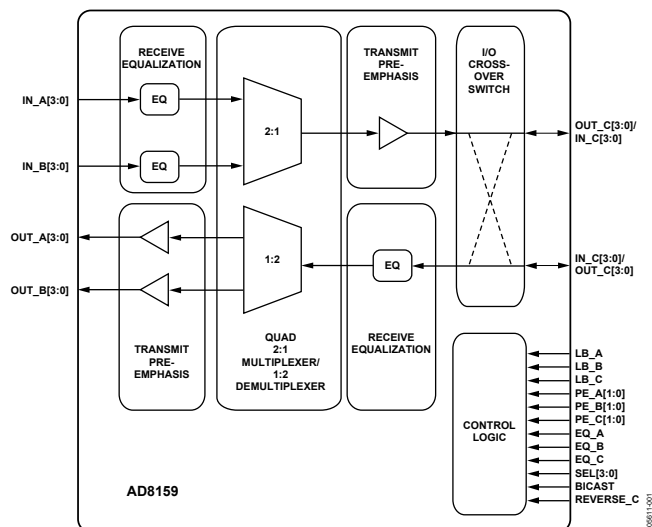 RECEIVE
EQUALIZATION
TRANSMIT
PRE-
EMPHASIS
I/O
CROSS-
OVER
SWITCH
IN_A[3:0]
EQ
2:1
OUT_C[3:0]/
IN_C[3:0]
IN_B[3:0]
EQ
OUT_A[3:0]
1:2
EQ
IN_C[3:0]/
OUT_C[3:0]
OUT_B[3:0]
TRANSMIT
PRE-
EMPHASIS
QUAD
2:1
MULTIPLEXER/
1:2
DEMULTIPLEXER
RECEIVE
EQUALIZATION
CONTROL
LOGIC
LB_A
LB_B
LB_C
PE_A[1:0]
PE_B[1:0]
PE_C[1:0]
EQ_A
EQ_B
EQ_C
SEL[3:0]
BICAST
REVERSE_C
AD8159
05611-001